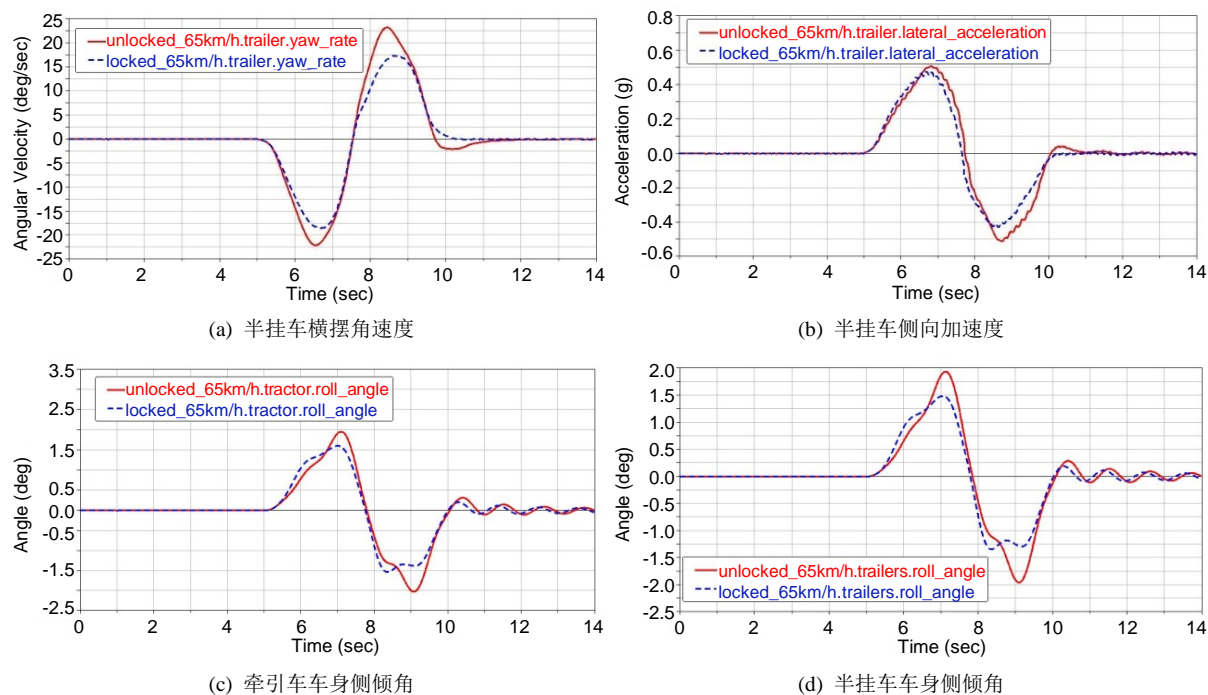 25
20
15
10
5
0
-5
-10
-15
-20
-25
Angular Velocity (deg/sec)
unlocked_65km/h.trailer.yaw_rate
locked_65km/h.trailer.yaw_rate
0 2 4 6 8 10 12 14
Time (sec)
(a) 半挂车横摆角速度
0.8
0.6
0.4
0.2
0.0
-0.2
-0.4
-0.6
Acceleration (g)
unlocked_65km/h.trailer.lateral_acceleration
locked_65km/h.trailer.lateral_acceleration
0 2 4 6 8 10 12 14
Time (sec)
(b) 半挂车侧向加速度
3.5
2.5
1.5
0.5
0.0
-0.5
-1.5
-2.5
Angle (deg)
unlocked_65km/h.tractor.roll_angle
locked_65km/h.tractor.roll_angle
0 2 4 6 8 10 12 14
Time (sec)
(c) 牵引车车身侧倾角
2.0
1.5
1.0
0.5
0.0
-0.5
-1.0
-1.5
-2.0
-2.5
Angle (deg)
unlocked_65km/h.trailers.roll_angle
locked_65km/h.trailers.roll_angle
0 2 4 6 8 10 12 14
Time (sec)
(d) 半挂车车身侧倾角